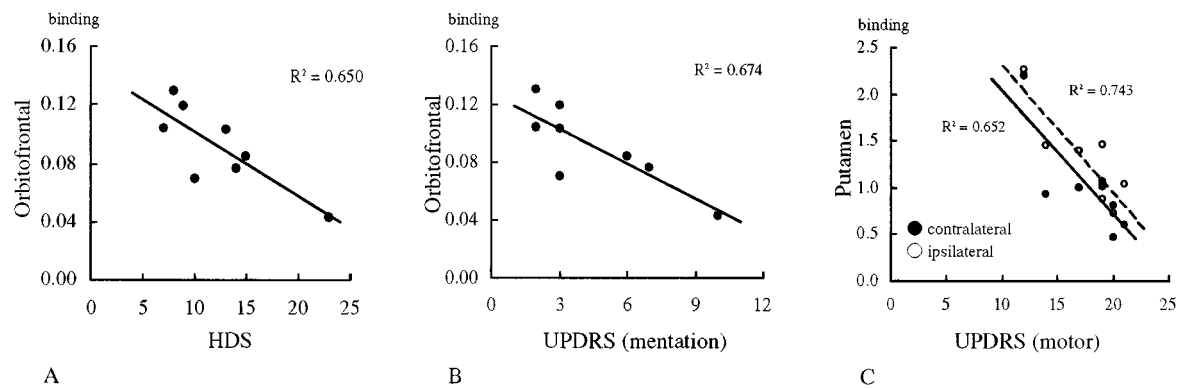 binding
0.16
0.12
0.08
0.04
0.00
Orbitofrontal
R² = 0.650
0 5 10 15 20 25
HDS
A
binding
0.16
0.12
0.08
0.04
0.00
Orbitofrontal
R² = 0.674
0 3 6 9 12
UPDRS (mentation)
B
binding
2.5
2.0
1.5
1.0
0.5
0.0
Putamen
R² = 0.743
R² = 0.652
contralateral
ipsilateral
0 5 10 15 20 25
UPDRS (motor)
C